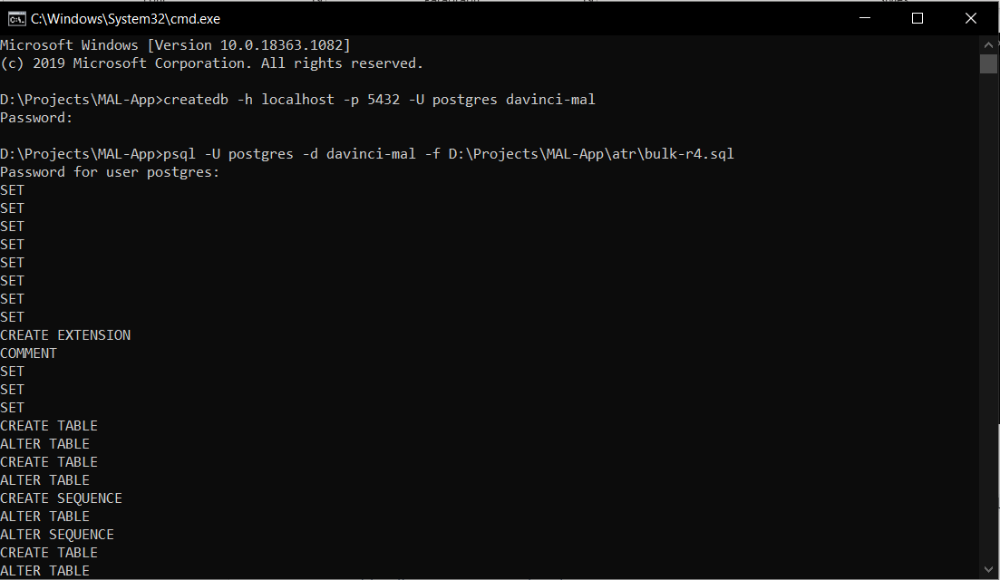 C:\Windows\System32\cmd.exe
Microsoft Windows [Version 10.0.18363.1082]
(c) 2019 Microsoft Corporation. All rights reserved.
D:\Projects\MAL-App>createdb -h localhost -p 5432 -U postgres davinci-mal
Password:
D:\Projects\MAL-App>psql -U postgres -d davinci-mal -f D:\Projects\MAL-App\atr\bulk-r4.sql
Password for user postgres:
SET
SET
SET
SET
SET
SET
SET
SET
CREATE EXTENSION
COMMENT
SET
SET
SET
CREATE TABLE
ALTER TABLE
CREATE TABLE
ALTER TABLE
CREATE SEQUENCE
ALTER TABLE
ALTER SEQUENCE
CREATE TABLE
ALTER TABLE